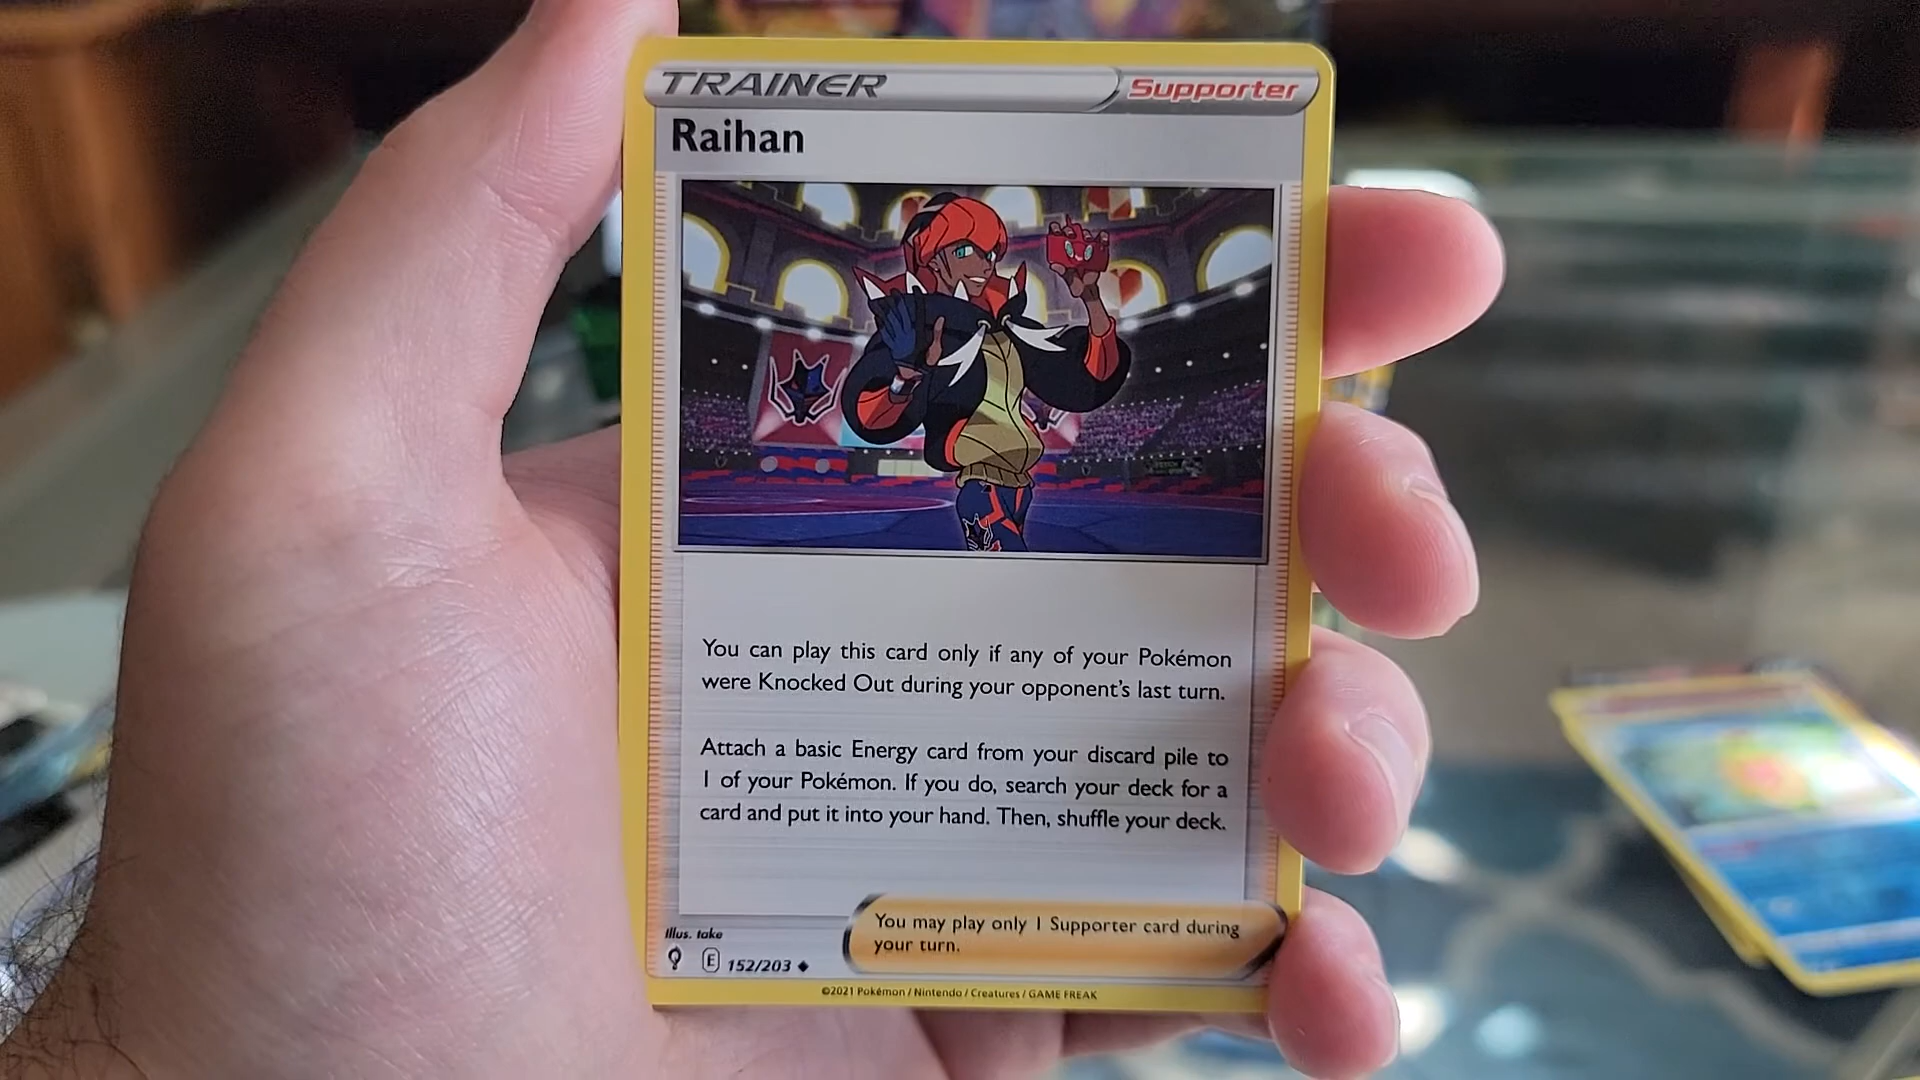 TRAINER Supporter
Raihan
You can play this card only if any of your Pokémon
were Knocked Out during your opponent's last turn.
Attach a basic Energy card from your discard pile to
1 of your Pokémon. If you do, search your deck for a
card and put it into your hand. Then, shuffle your deck.
You may play only 1 Supporter card during
your turn.
Illus. take
E 152/203
©2021 Pokémon / Nintendo / Creatures / GAME FREAK